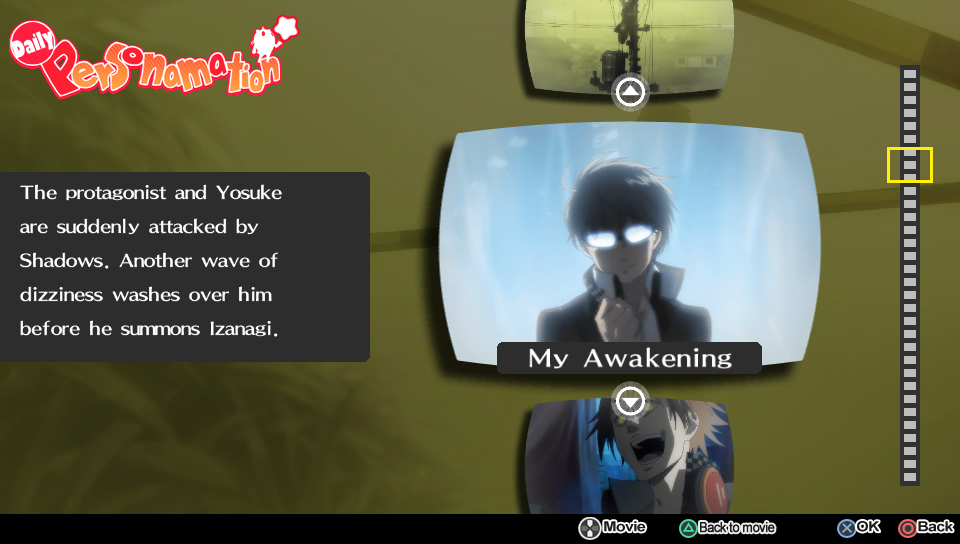 Daily
Personamation
The protagonist and Yosuke
are suddenly attacked by
Shadows. Another wave of
dizziness washes over him
before he summons Izanagi.
My Awakening
Movie
Back to movie
OK
Back